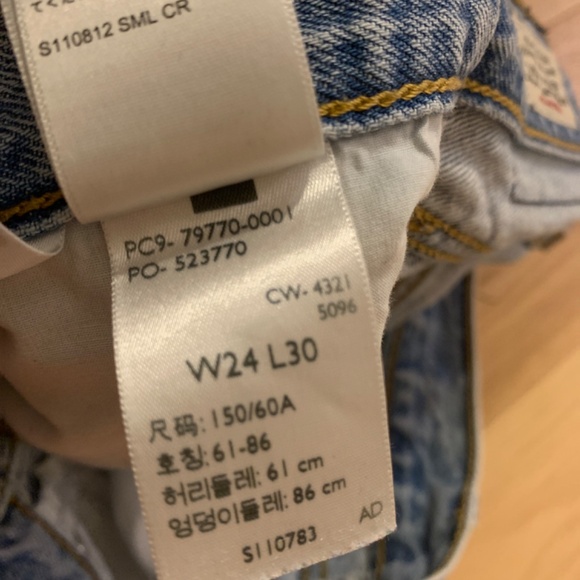 S110812 SML CR
PC9- 79770-0001
PO- 523770
CW- 4321
5096
W24 L30
尺码: 150/60A
호칭: 61-86
허리둘레: 61 cm
엉덩이둘레: 86 cm
AD
S110783